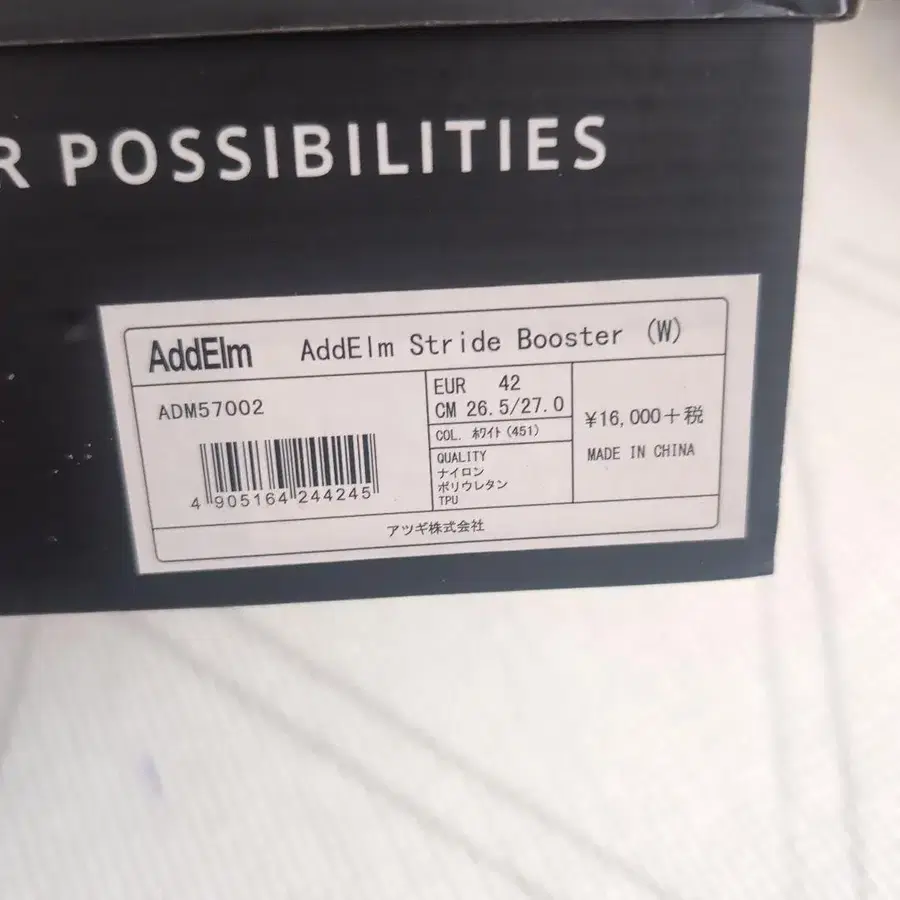 R POSSIBILITIES
AddElm AddElm Stride Booster (W)
ADM57002
4 905164 244245
EUR 42
CM 26.5/27.0
COL. ﾎﾜｲﾄ (451)
QUALITY
ナイロン
ポリウレタン
TPU
¥16,000+税
MADE IN CHINA
アツギ株式会社